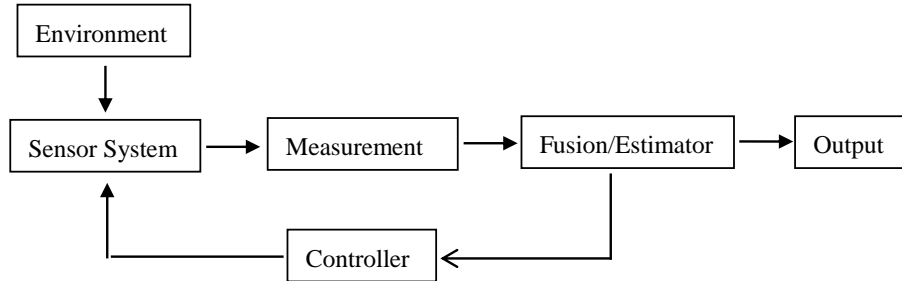 Environment
Sensor System
Measurement
Fusion/Estimator
Output
Controller